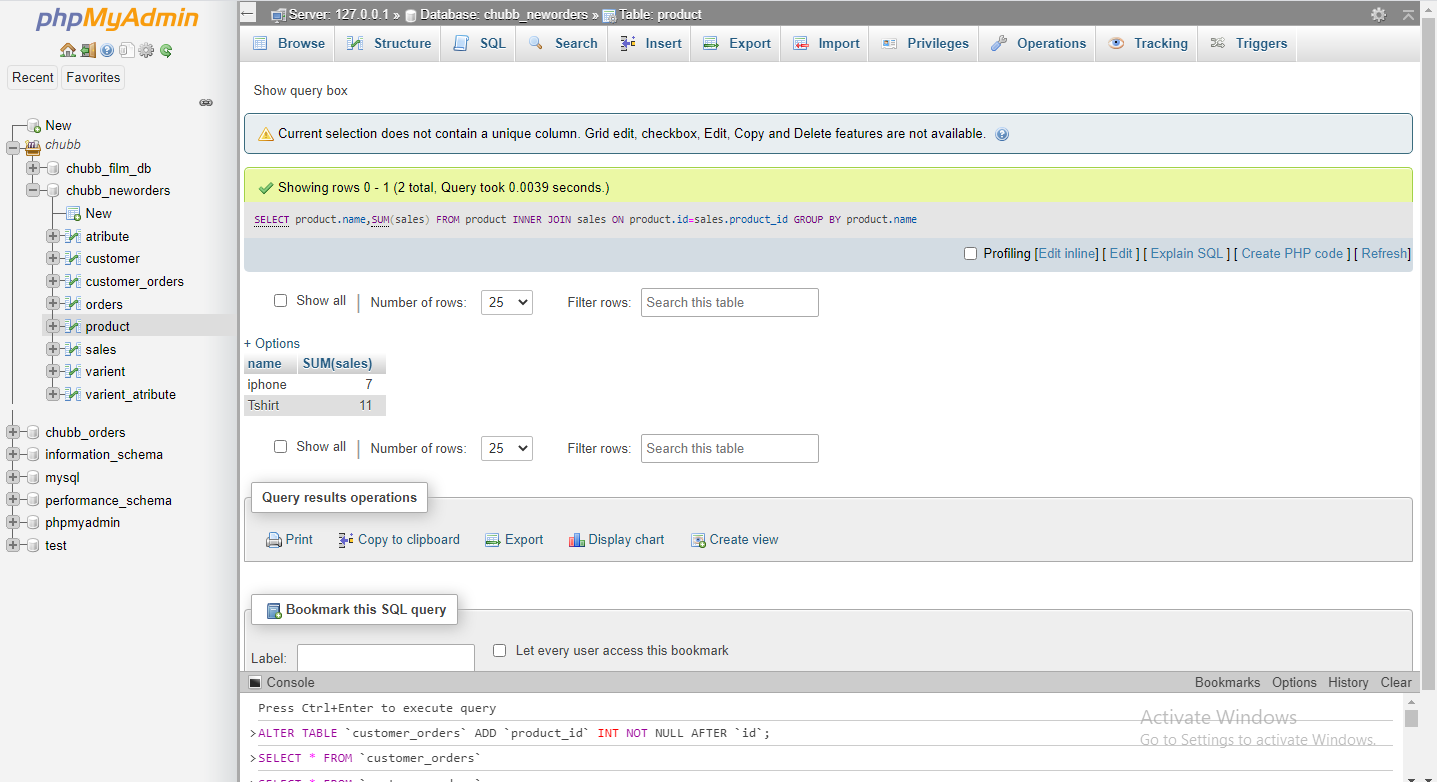 phpMyAdmin
Recent
Favorites
New
chubb
chubb_film_db
chubb_neworders
New
atribute
customer
customer_orders
orders
product
sales
varient
varient_atribute
chubb_orders
information_schema
mysql
performance_schema
phpmyadmin
test
Server: 127.0.0.1 » Database: chubb_neworders » Table: product
Browse Structure SQL Search Insert Export Import Privileges Operations Tracking Triggers
Show query box
Current selection does not contain a unique column. Grid edit, checkbox, Edit, Copy and Delete features are not available.
Showing rows 0 - 1 (2 total, Query took 0.0039 seconds.)
SELECT product.name,SUM(sales) FROM product INNER JOIN sales ON product.id=sales.product_id GROUP BY product.name
Profiling [Edit inline] [ Edit ] [ Explain SQL ] [ Create PHP code ] [ Refresh]
Show all | Number of rows: 25 Filter rows: Search this table
+ Options
name SUM(sales)
iphone 7
Tshirt 11
Show all | Number of rows: 25 Filter rows: Search this table
Query results operations
Print Copy to clipboard Export Display chart Create view
Bookmark this SQL query
Label: Let every user access this bookmark
Console Bookmarks Options History Clear
Press Ctrl+Enter to execute query
>ALTER TABLE `customer_orders` ADD `product_id` INT NOT NULL AFTER `id`;
>SELECT * FROM `customer_orders`
Activate Windows
Go to Settings to activate Windows.